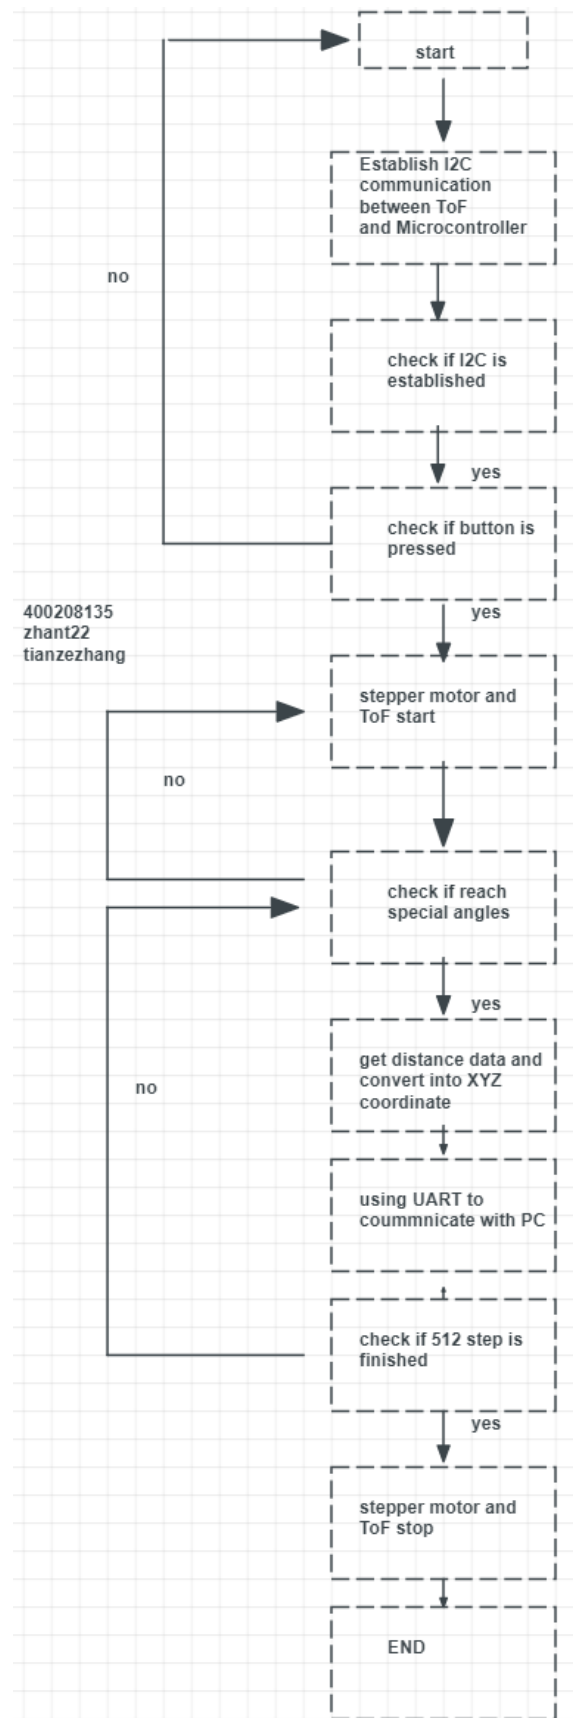 start
Establish I2C
communication
between ToF
and Microcontroller
no
check if I2C is
established
yes
check if button is
pressed
yes
400208135
zhant22
tianzezhang
stepper motor and
ToF start
no
check if reach
special angles
yes
get distance data and
convert into XYZ
coordinate
no
using UART to
coummnicate with PC
check if 512 step is
finished
yes
stepper motor and
ToF stop
END